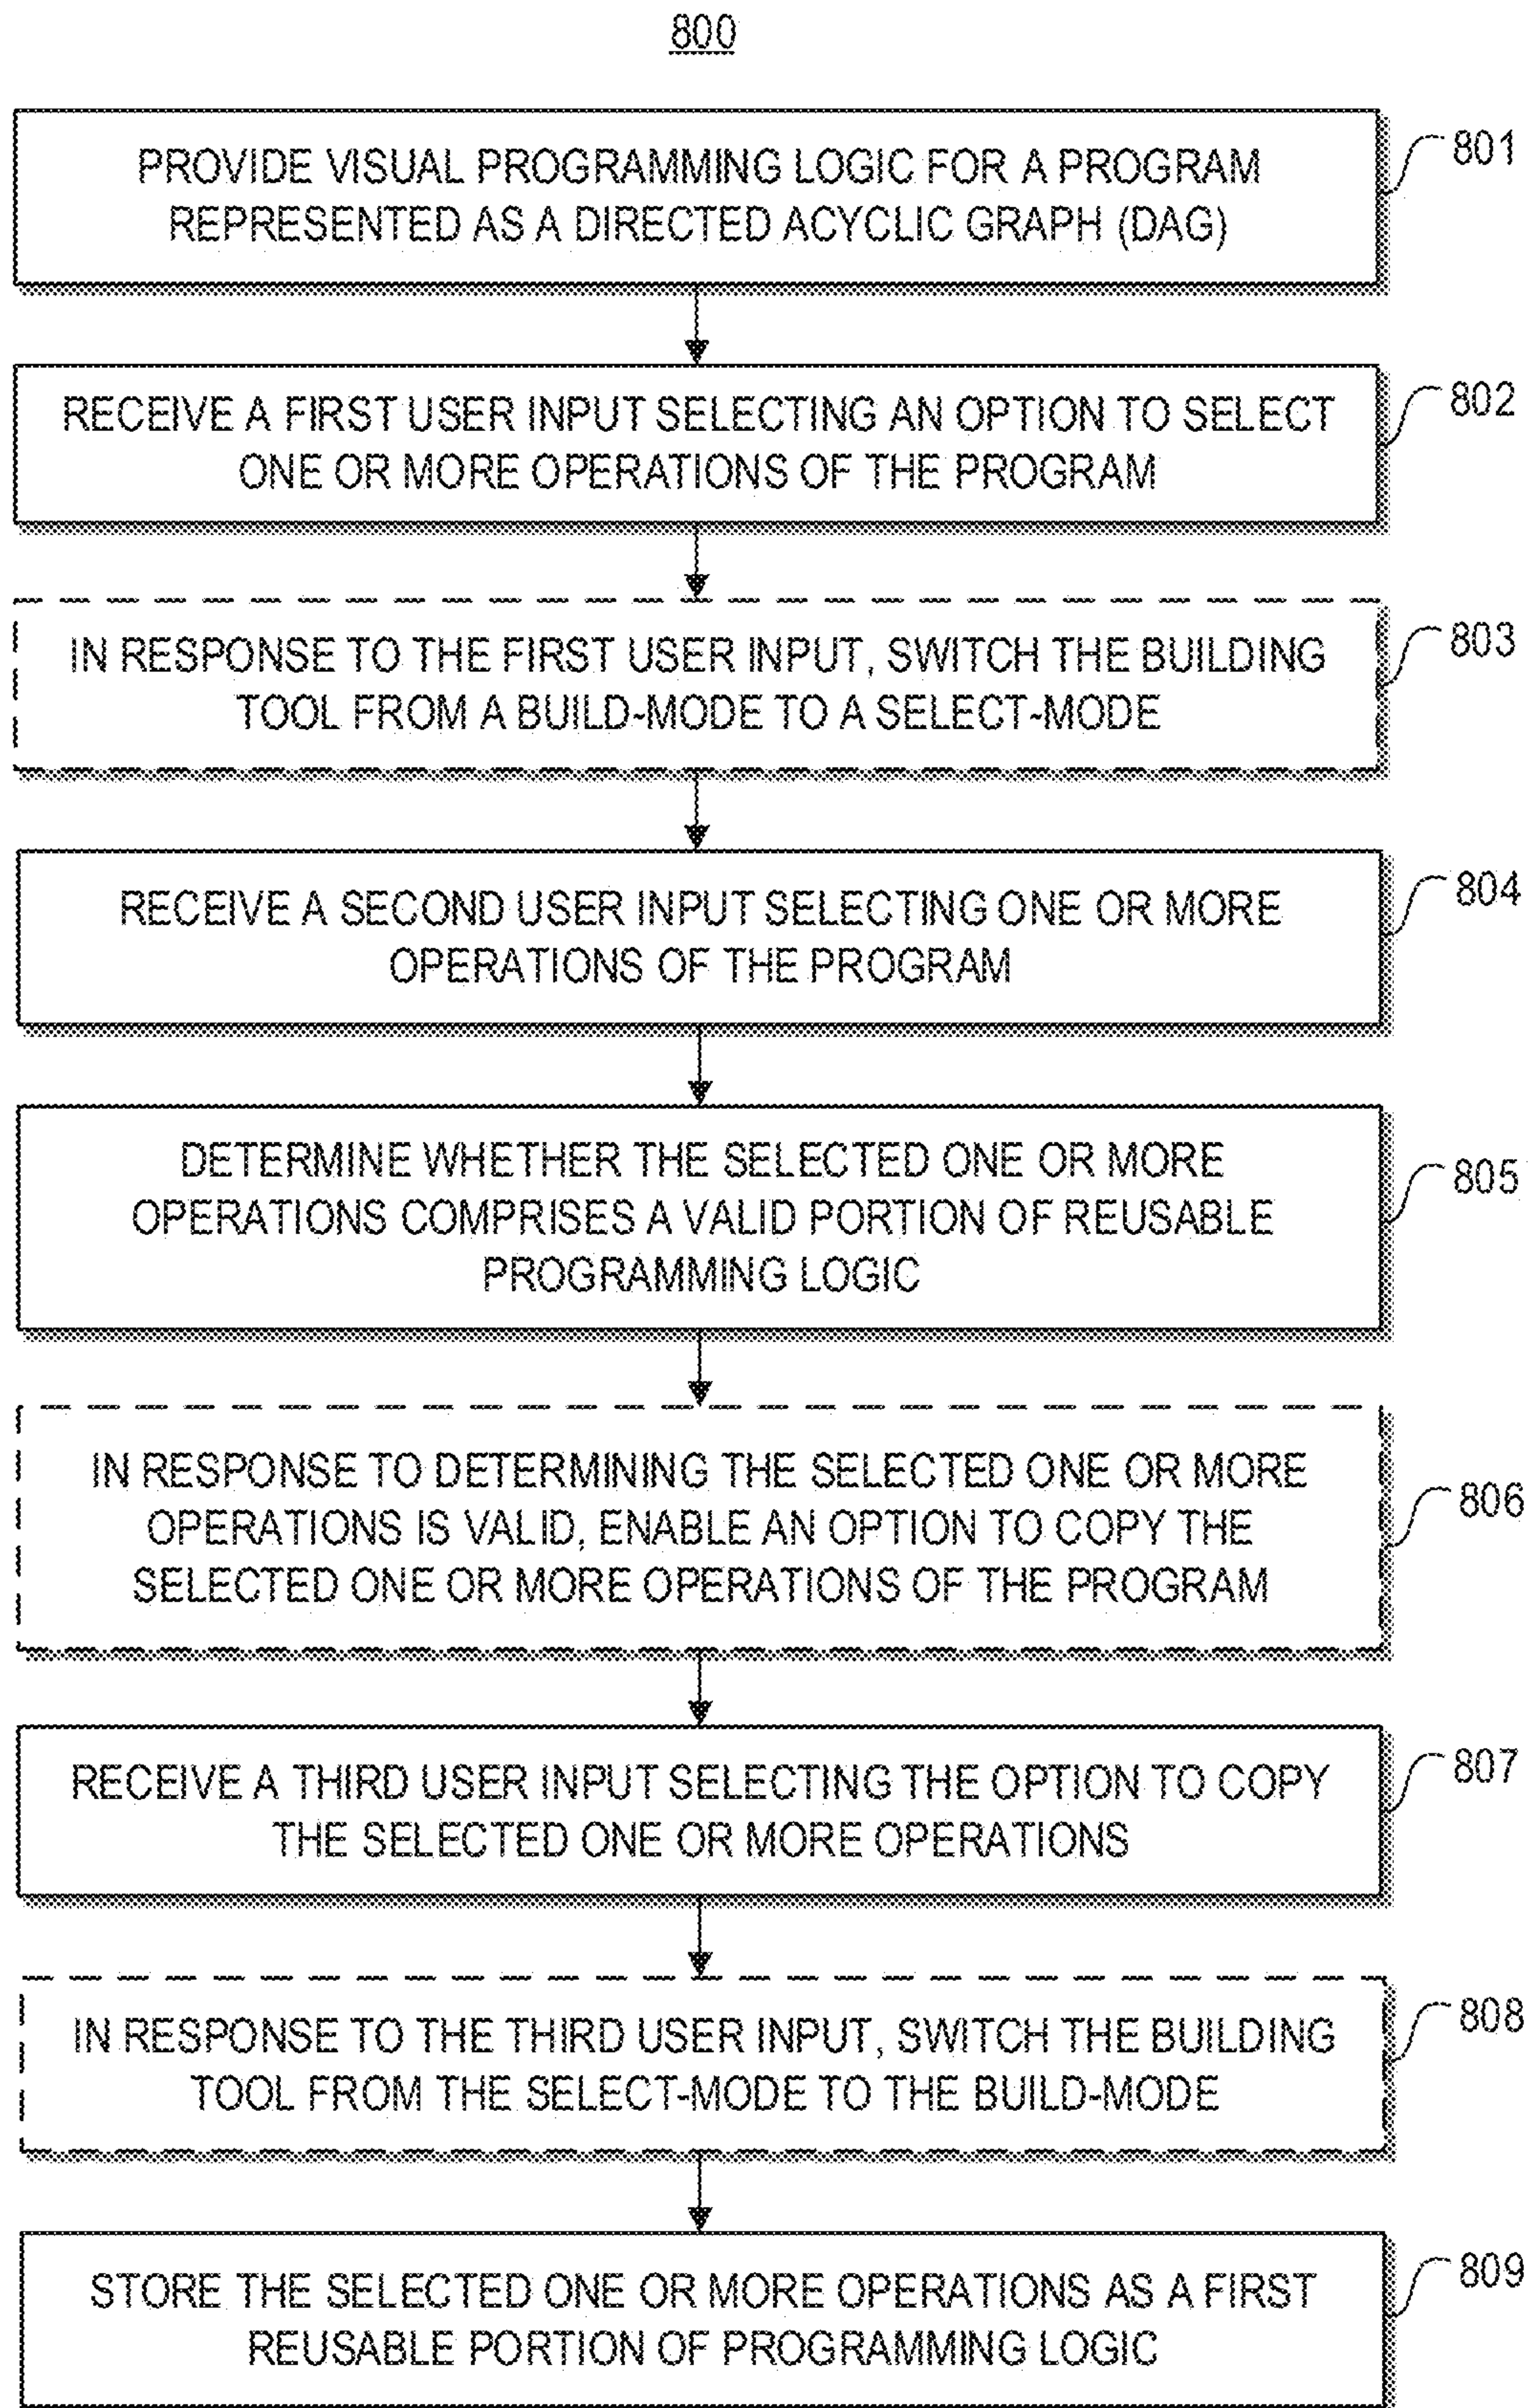 800
PROVIDE VISUAL PROGRAMMING LOGIC FOR A PROGRAM
REPRESENTED AS A DIRECTED ACYCLIC GRAPH (DAG)
801
RECEIVE A FIRST USER INPUT SELECTING AN OPTION TO SELECT
ONE OR MORE OPERATIONS OF THE PROGRAM
802
IN RESPONSE TO THE FIRST USER INPUT, SWITCH THE BUILDING
TOOL FROM A BUILD-MODE TO A SELECT-MODE
803
RECEIVE A SECOND USER INPUT SELECTING ONE OR MORE
OPERATIONS OF THE PROGRAM
804
DETERMINE WHETHER THE SELECTED ONE OR MORE
OPERATIONS COMPRISES A VALID PORTION OF REUSABLE
PROGRAMMING LOGIC
805
IN RESPONSE TO DETERMINING THE SELECTED ONE OR MORE
OPERATIONS IS VALID, ENABLE AN OPTION TO COPY THE
SELECTED ONE OR MORE OPERATIONS OF THE PROGRAM
806
RECEIVE A THIRD USER INPUT SELECTING THE OPTION TO COPY
THE SELECTED ONE OR MORE OPERATIONS
807
IN RESPONSE TO THE THIRD USER INPUT, SWITCH THE BUILDING
TOOL FROM THE SELECT-MODE TO THE BUILD-MODE
808
STORE THE SELECTED ONE OR MORE OPERATIONS AS A FIRST
REUSABLE PORTION OF PROGRAMMING LOGIC
809